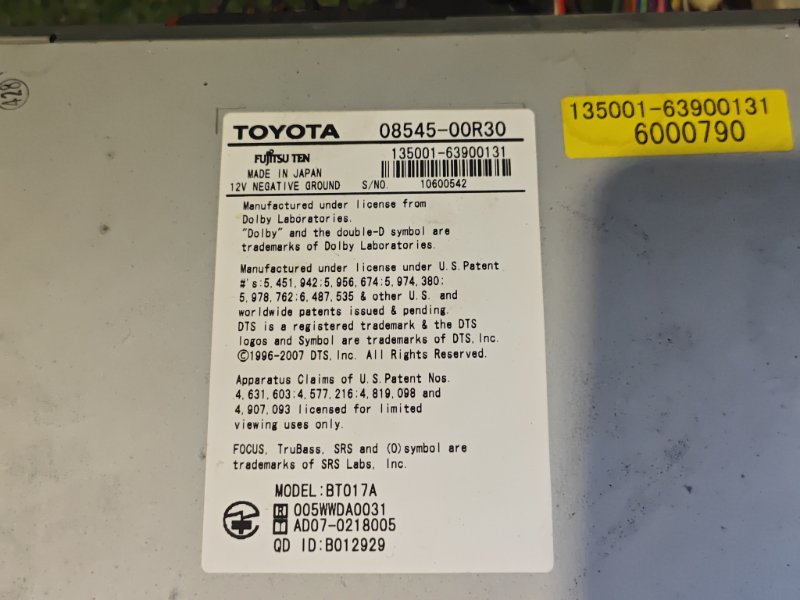 428
TOYOTA 08545-00R30
FUJITSU TEN 135001-63900131
MADE IN JAPAN
12V NEGATIVE GROUND S/NO. 10600542
Manufactured under license from
Dolby Laboratories.
"Dolby" and the double-D symbol are
trademarks of Dolby Laboratories.
Manufactured under license under U.S.Patent
#'s:5,451,942;5,956,674;5,974,380;
5,978,762;6,487,535 & other U.S. and
worldwide patents issued & pending.
DTS is a registered trademark & the DTS
logos and Symbol are trademarks of DTS, Inc.
©1996-2007 DTS, Inc. All Rights Reserved.
Apparatus Claims of U.S.Patent Nos.
4,631,603;4,577,216;4,819,098 and
4,907,093 licensed for limited
viewing uses only.
FOCUS, TruBass, SRS and (O)symbol are
trademarks of SRS Labs, Inc.
MODEL:BT017A
R 005WWDA0031
T AD07-0218005
QD ID:B012929
135001-63900131
6000790